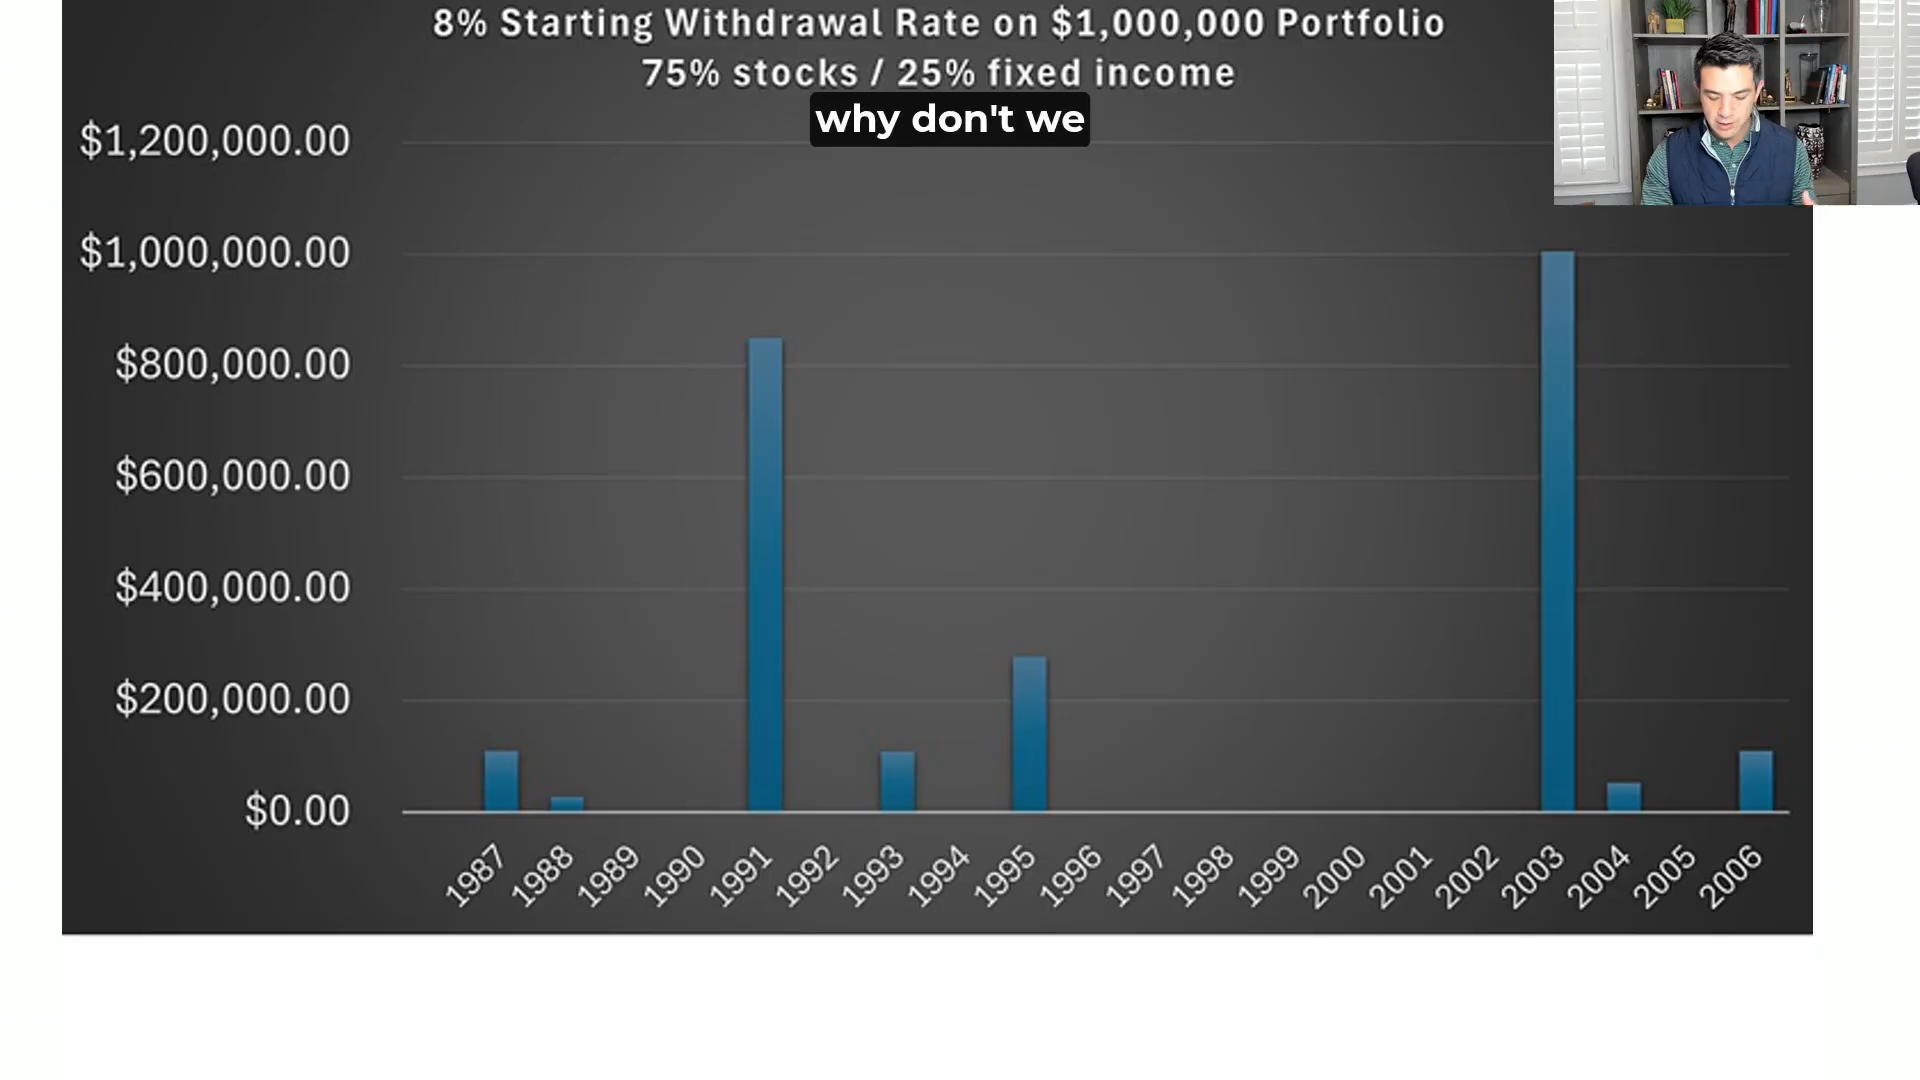 8% Starting Withdrawal Rate on $1,000,000 Portfolio
75% stocks / 25% fixed income
why don't we
$1,200,000.00
$1,000,000.00
$800,000.00
$600,000.00
$400,000.00
$200,000.00
$0.00
1987 1988 1989 1990 1991 1992 1993 1994 1995 1996 1997 1998 1999 2000 2001 2002 2003 2004 2005 2006